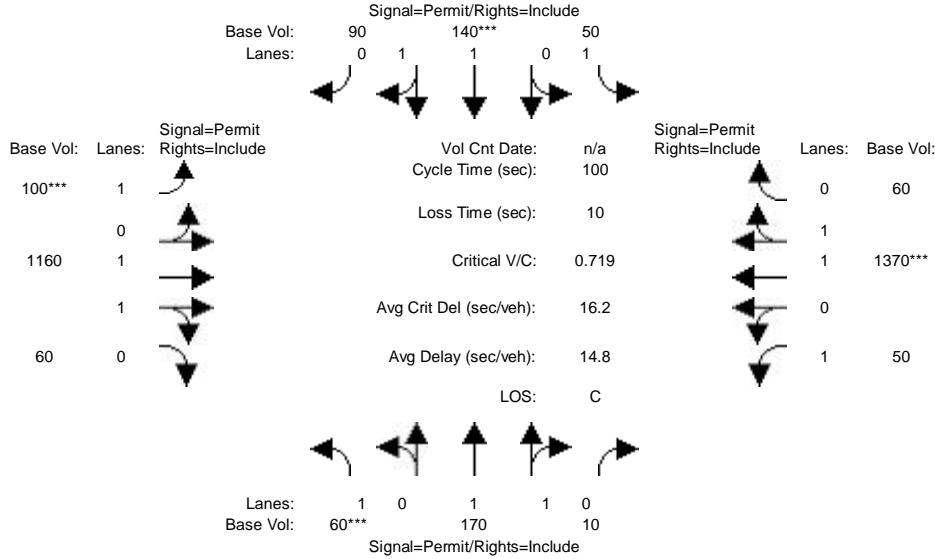 Signal=Permit/Rights=Include
Base Vol: 90 140*** 50
Lanes: 0 1 1 0 1
Signal=Permit Signal=Permit
Base Vol: Lanes: Rights=Include Vol Cnt Date: n/a Rights=Include Lanes: Base Vol:
Cycle Time (sec): 100
100*** 1 0 60
Loss Time (sec): 10
0 1
1160 1 Critical V/C: 0.719 1 1370***
1 Avg Crit Del (sec/veh): 16.2 0
60 0 Avg Delay (sec/veh): 14.8 1 50
LOS: C
Lanes: 1 0 1 1 0
Base Vol: 60*** 170 10
Signal=Permit/Rights=Include